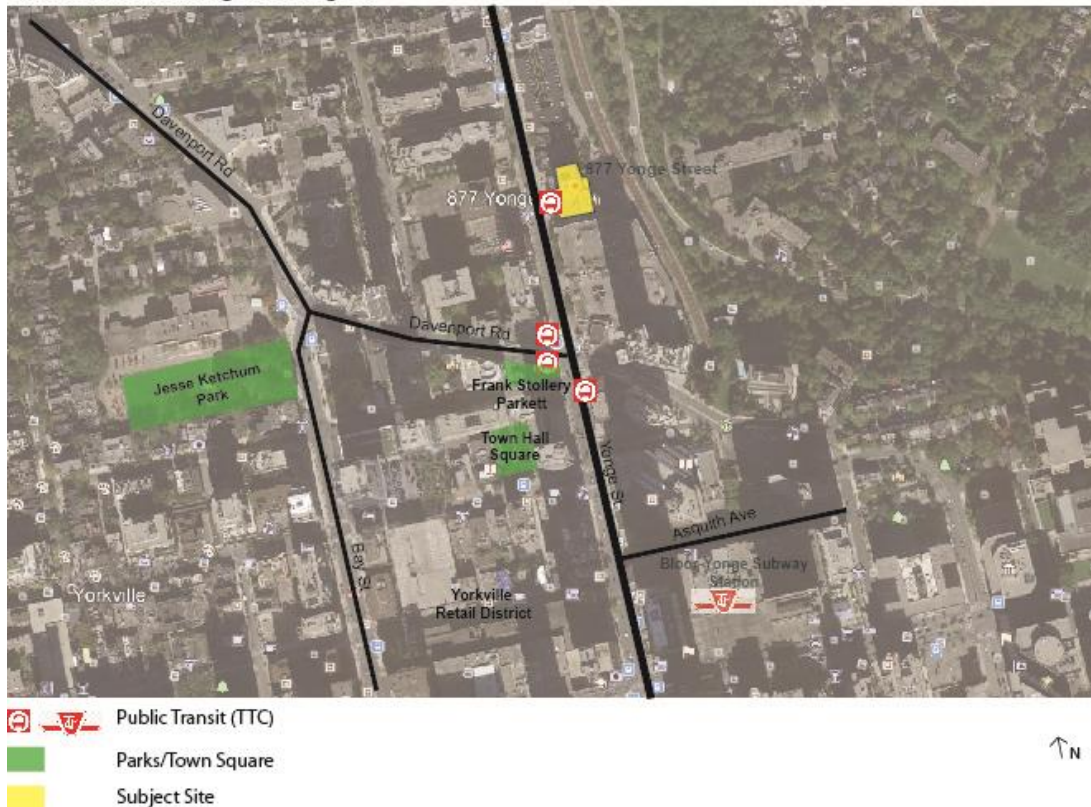 Davenport Rd
877 Yonge Street
877 Yong
Davenport Rd
Jesse Ketchum
Park
Frank Stollery
Parkett
Town Hall
Square
Yonge St
Asquith Ave
Bloor-Yonge Subway
Station
Bay St
Yorkville
Yorkville
Retail District
Public Transit (TTC)
Parks/Town Square
Subject Site
N